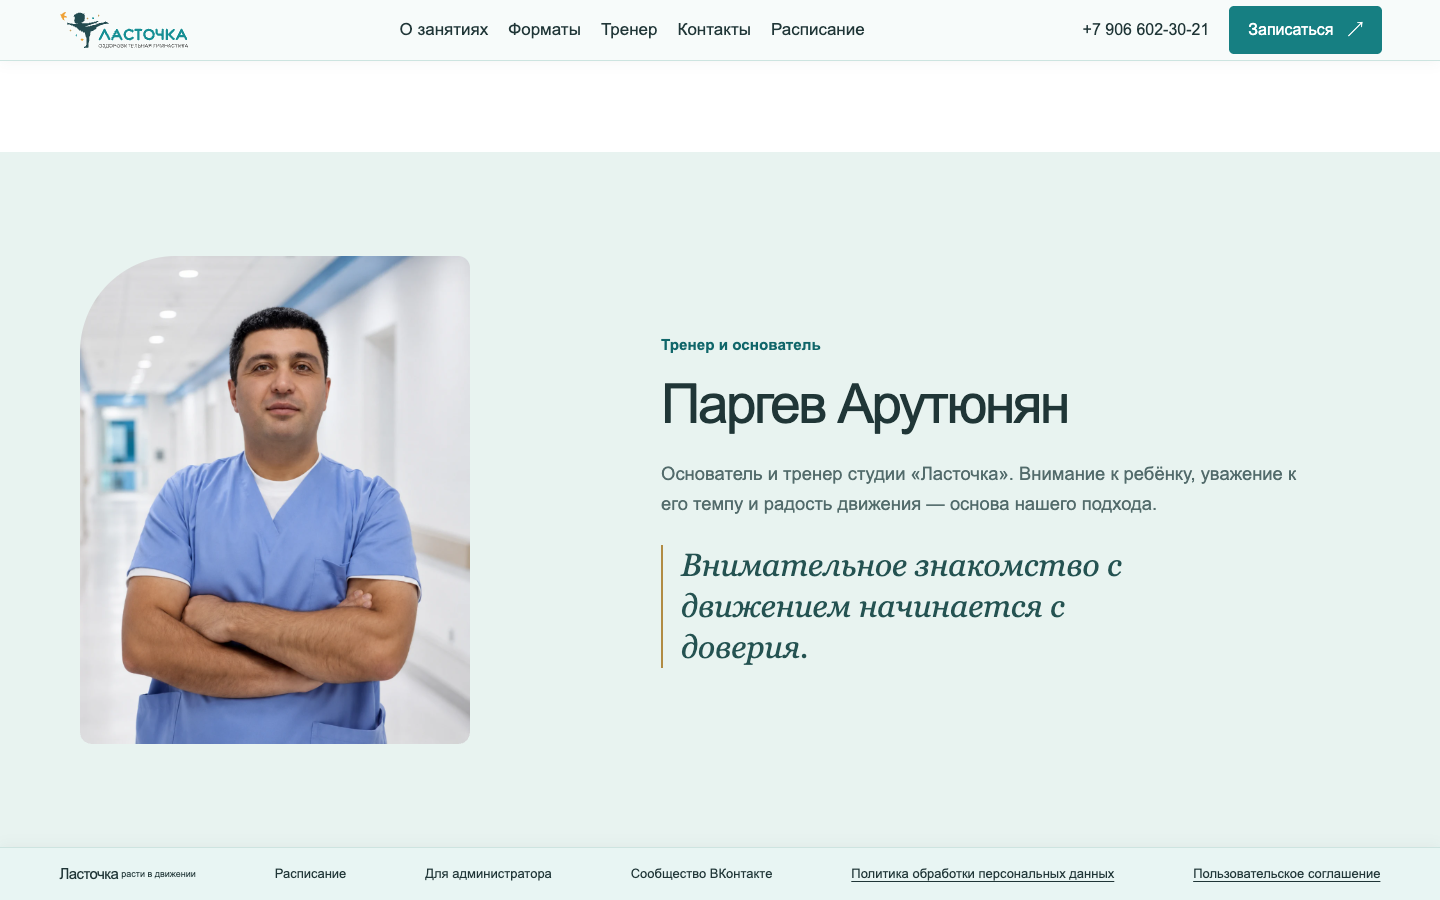 ЛАСТОЧКА
ОЗДОРОВИТЕЛЬНАЯ ГИМНАСТИКА
О занятиях
Форматы
Тренер
Контакты
Расписание
+7 906 602-30-21
Записаться
Тренер и основатель
Паргев Арутюнян
Основатель и тренер студии «Ласточка». Внимание к ребёнку, уважение к
его темпу и радость движения — основа нашего подхода.
Внимательное знакомство с
движением начинается с
доверия.
Ласточка расти в движении
Расписание
Для администратора
Сообщество ВКонтакте
Политика обработки персональных данных
Пользовательское соглашение